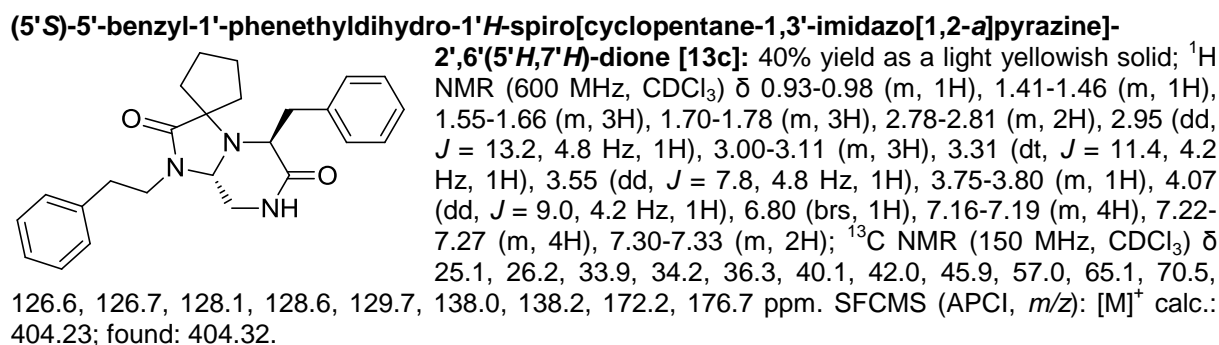 (5'S)-5'-benzyl-1'-phenethyldihydro-1'H-spiro[cyclopentane-1,3'-imidazo[1,2-a]pyrazine]-
2',6'(5'H,7'H)-dione [13c]: 40% yield as a light yellowish solid; ¹H
NMR (600 MHz, CDCl₃) δ 0.93-0.98 (m, 1H), 1.41-1.46 (m, 1H),
1.55-1.66 (m, 3H), 1.70-1.78 (m, 3H), 2.78-2.81 (m, 2H), 2.95 (dd,
J = 13.2, 4.8 Hz, 1H), 3.00-3.11 (m, 3H), 3.31 (dt, J = 11.4, 4.2
Hz, 1H), 3.55 (dd, J = 7.8, 4.8 Hz, 1H), 3.75-3.80 (m, 1H), 4.07
(dd, J = 9.0, 4.2 Hz, 1H), 6.80 (brs, 1H), 7.16-7.19 (m, 4H), 7.22-
7.27 (m, 4H), 7.30-7.33 (m, 2H); ¹³C NMR (150 MHz, CDCl₃) δ
25.1, 26.2, 33.9, 34.2, 36.3, 40.1, 42.0, 45.9, 57.0, 65.1, 70.5,
126.6, 126.7, 128.1, 128.6, 129.7, 138.0, 138.2, 172.2, 176.7 ppm. SFCMS (APCI, m/z): [M]⁺ calc.:
404.23; found: 404.32.
O
N
N
O
NH